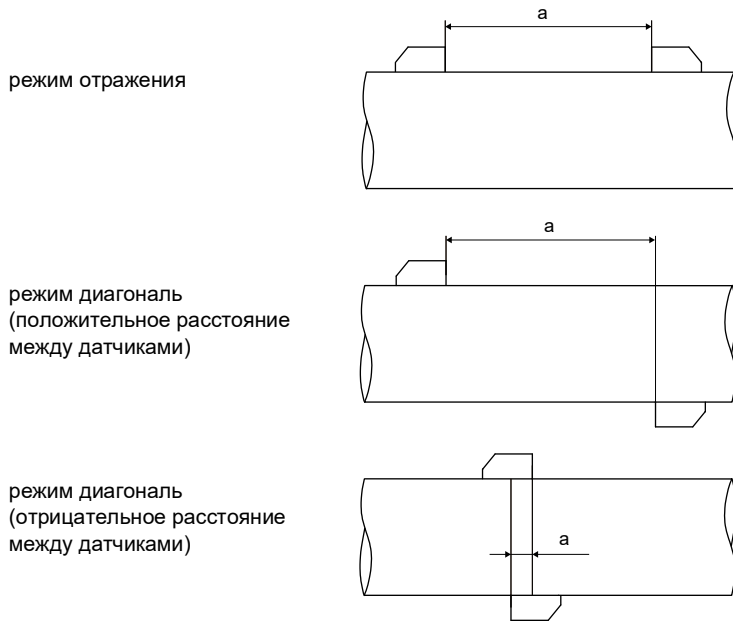 a
режим отражения
a
режим диагональ
(положительное расстояние
между датчиками)
режим диагональ
(отрицательное расстояние
между датчиками)
a